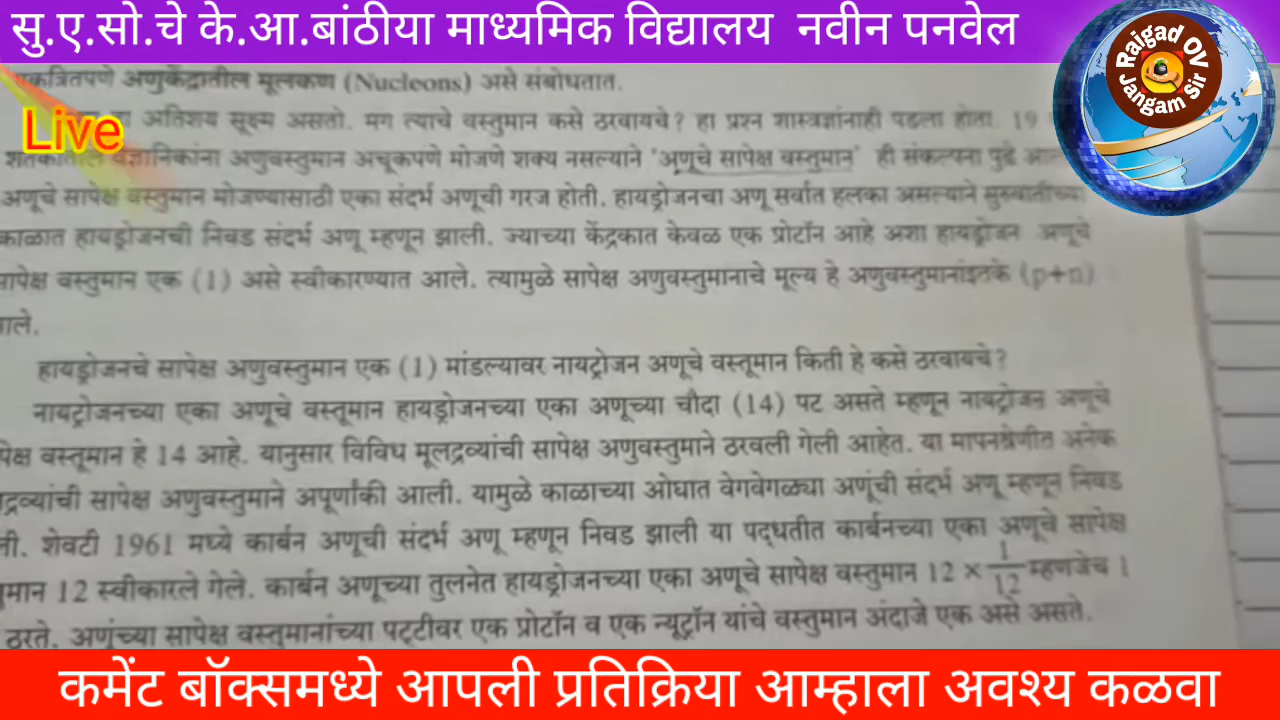 सु.ए.सो.चे के.आ.बांठीया माध्यमिक विद्यालय नवीन पनवेल
Raigad OV
Jangam Sir
Live
अणुकेंद्रातील मूलकण (Nucleons) असे संबोधतात.
अतिशय सूक्ष्म असतो. मग त्याचे वस्तुमान कसे ठरवायचे? हा प्रश्न शास्त्रज्ञांनाही पडला होता. 19
वैज्ञानिकांना अणुवस्तुमान अचूकपणे मोजणे शक्य नसल्याने 'अणूचे सापेक्ष वस्तुमान' ही संकल्पना पुढे
अणूचे सापेक्ष वस्तुमान मोजण्यासाठी एका संदर्भ अणूची गरज होती. हायड्रोजनचा अणू सर्वात हलका असल्याने सुरुवातीच्या
काळात हायड्रोजनची निवड संदर्भ अणू म्हणून झाली. ज्याच्या केंद्रकात केवळ एक प्रोटॉन आहे अशा हायड्रोजन अणूचे
सापेक्ष वस्तुमान एक (1) असे स्वीकारण्यात आले. त्यामुळे सापेक्ष अणुवस्तुमानाचे मूल्य हे अणुवस्तुमानांइतके (p+n)
हायड्रोजनचे सापेक्ष अणुवस्तुमान एक (1) मांडल्यावर नायट्रोजन अणूचे वस्तूमान किती हे कसे ठरवायचे?
नायट्रोजनच्या एका अणूचे वस्तूमान हायड्रोजनच्या एका अणूच्या चौदा (14) पट असते म्हणून नायट्रोजन अणूचे
वस्तूमान हे 14 आहे. यानुसार विविध मूलद्रव्यांची सापेक्ष अणुवस्तुमाने ठरवली गेली आहेत. या मापनश्रेणीत अनेक
सापेक्ष अणुवस्तुमाने अपूर्णांकी आली. यामुळे काळाच्या ओघात वेगवेगळ्या अणूंची संदर्भ अणू म्हणून निवड
शेवटी 1961 मध्ये कार्बन अणूची संदर्भ अणू म्हणून निवड झाली या पद्धतीत कार्बनच्या एका अणूचे सापेक्ष
12 स्वीकारले गेले. कार्बन अणूच्या तुलनेत हायड्रोजनच्या एका अणूचे सापेक्ष वस्तुमान 12 × 1/12 म्हणजेच 1
ठरते. अणूंच्या सापेक्ष वस्तुमानांच्या पट्टीवर एक प्रोटॉन व एक न्यूट्रॉन यांचे वस्तुमान अंदाजे एक असे असते.
कमेंट बॉक्समध्ये आपली प्रतिक्रिया आम्हाला अवश्य कळवा